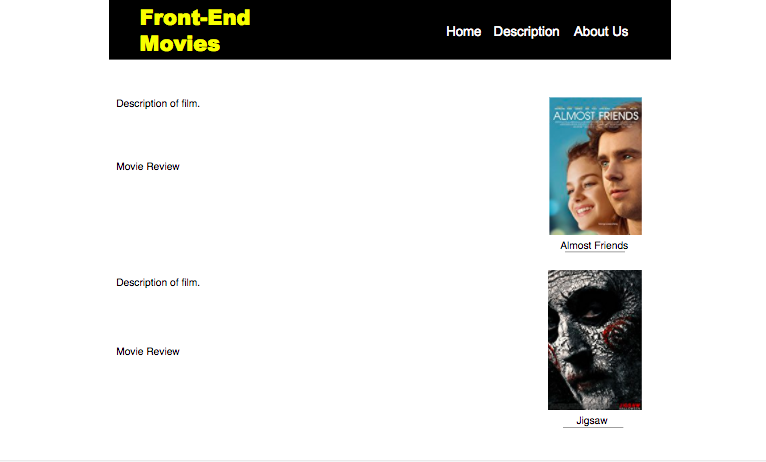 Front-End
Movies
Home Description About Us
Description of film.
ALMOST FRIENDS
Movie Review
Almost Friends
Description of film.
Movie Review
Jigsaw